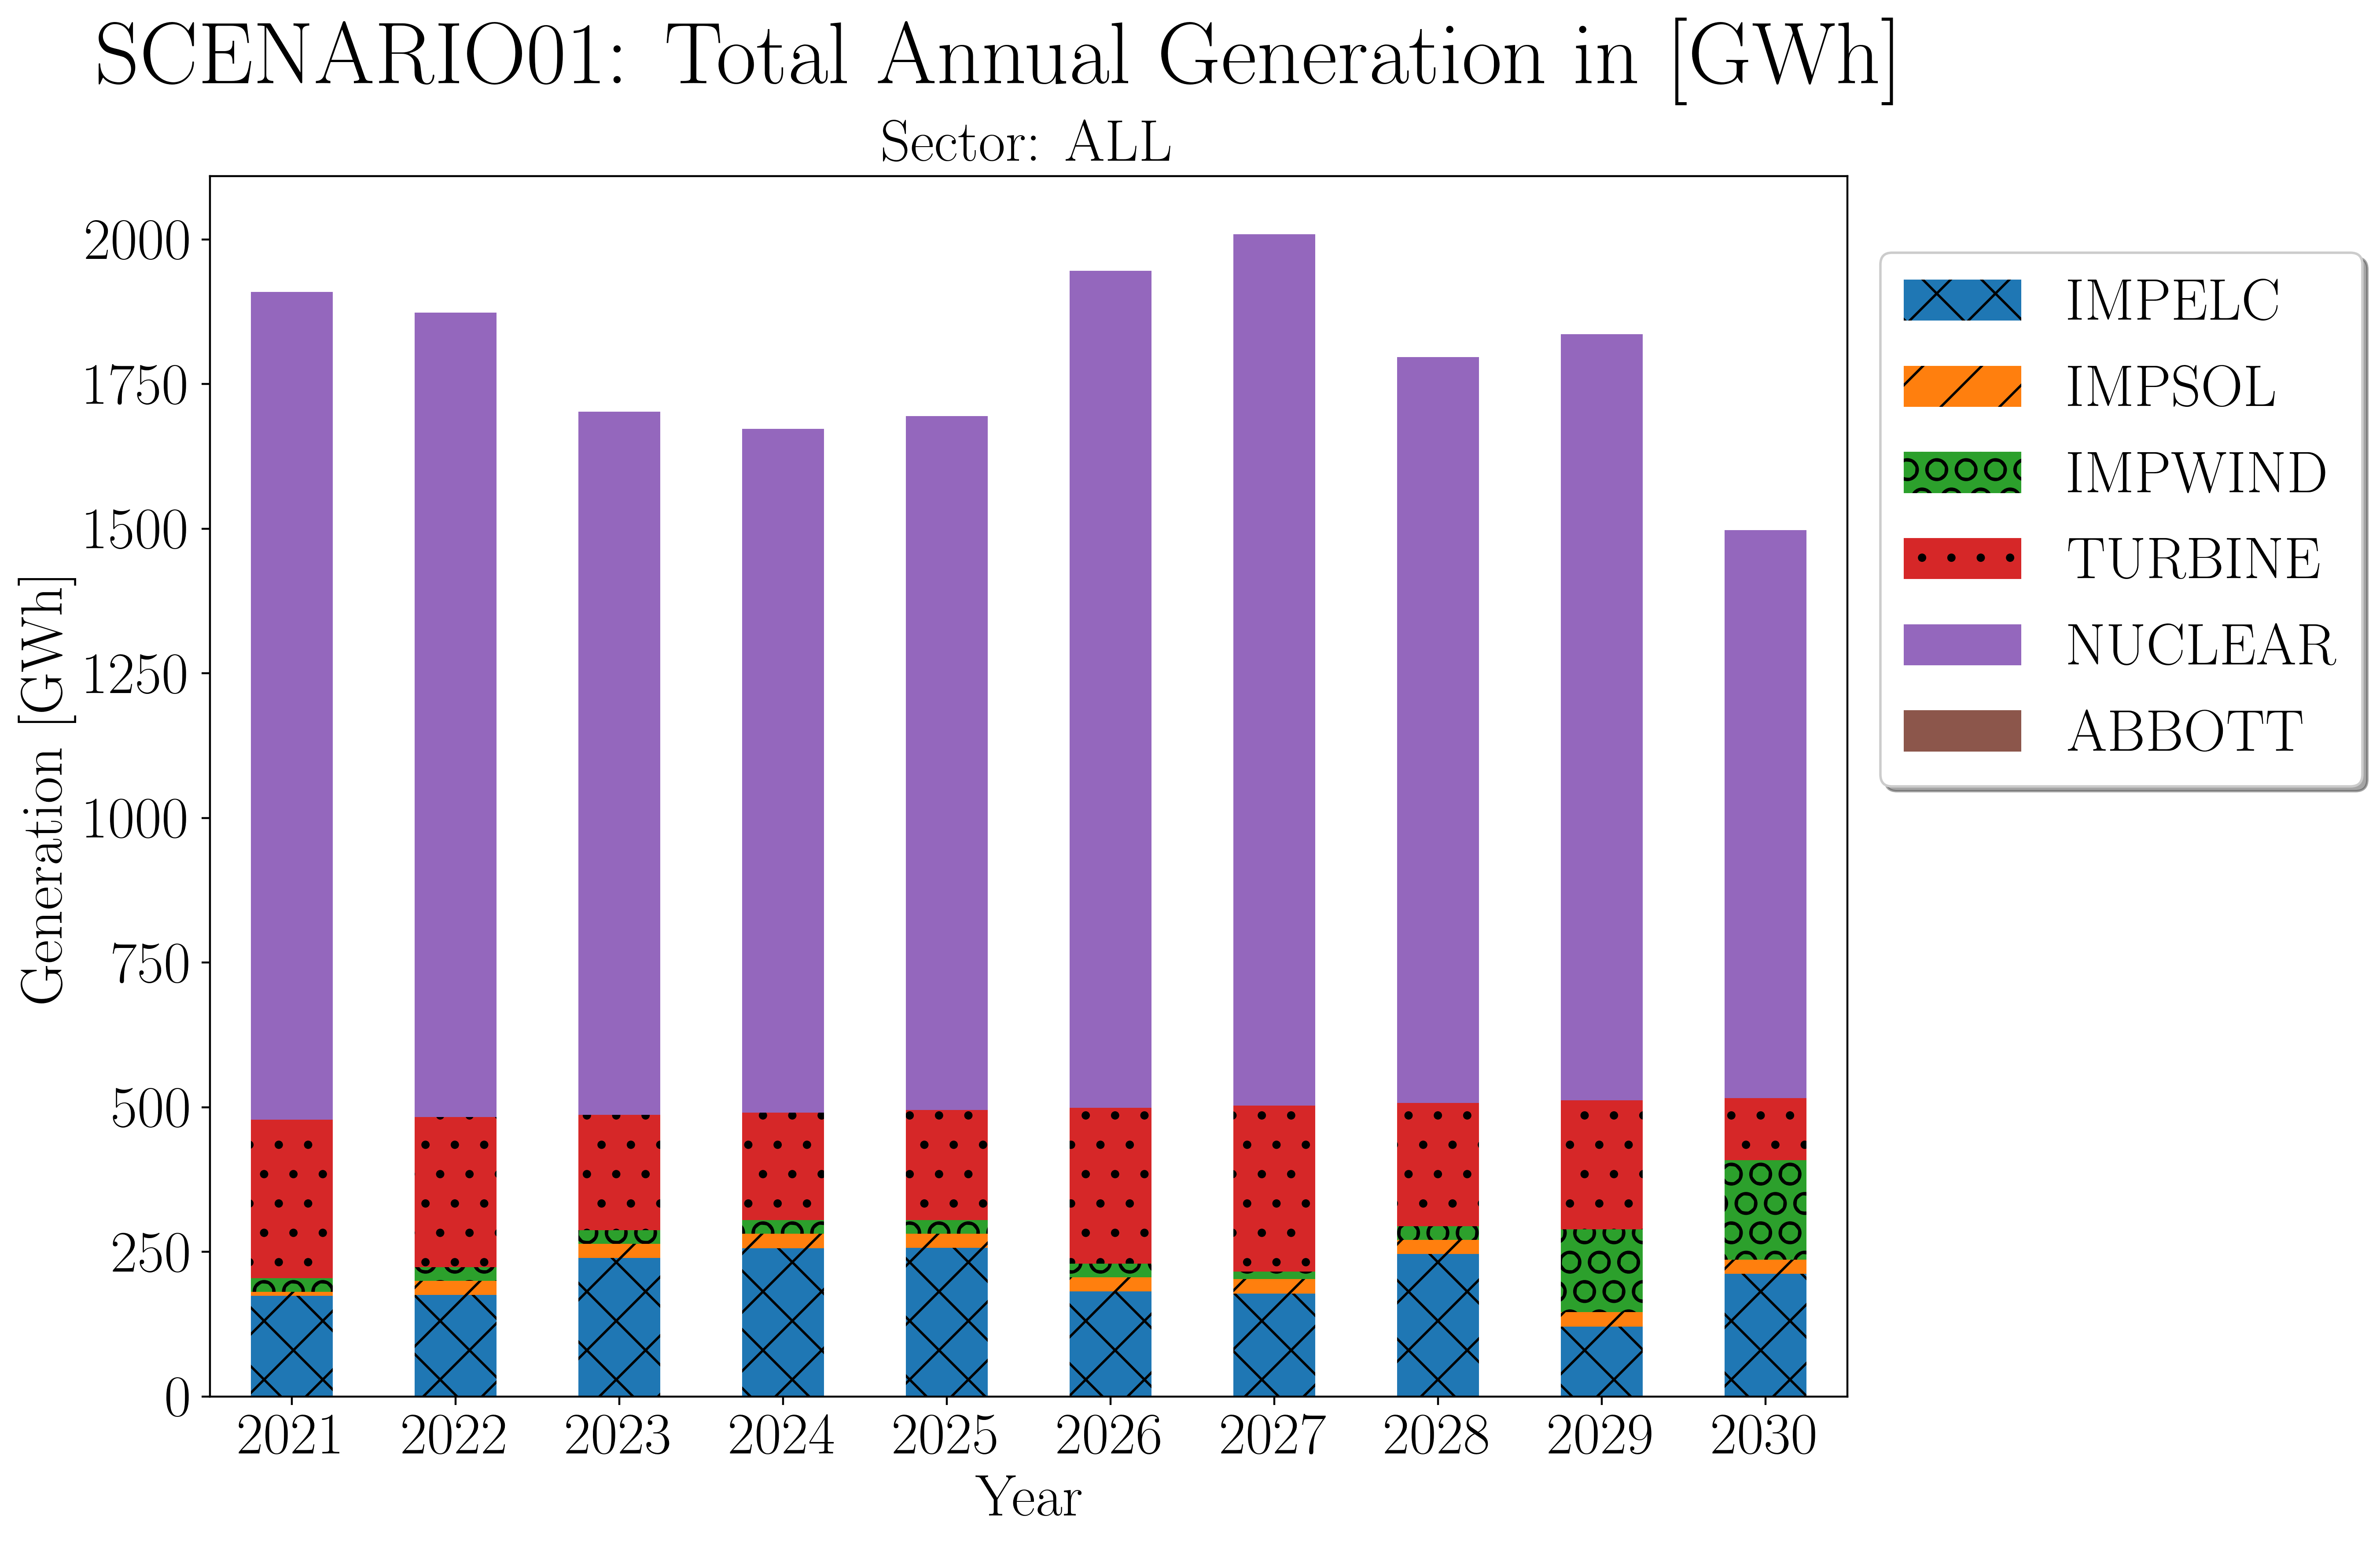 SCENARIO01: Total Annual Generation in [GWh]
Sector: ALL
Generation [GWh]
2000
1750
1500
1250
1000
750
500
250
0
2021 2022 2023 2024 2025 2026 2027 2028 2029 2030
Year
IMPELC
IMPSOL
IMPWIND
TURBINE
NUCLEAR
ABBOTT